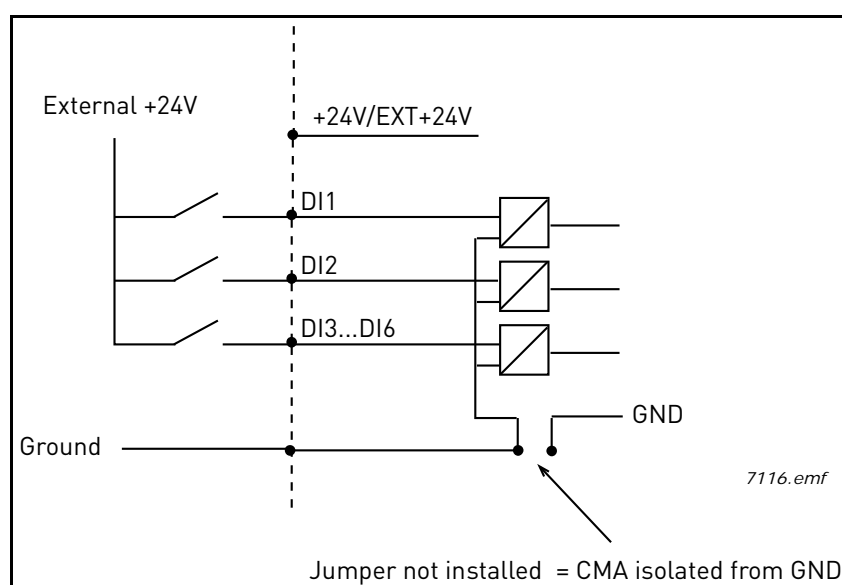 External +24V
+24V/EXT+24V
DI1
DI2
DI3...DI6
GND
Ground
7116.emf
Jumper not installed = CMA isolated from GND